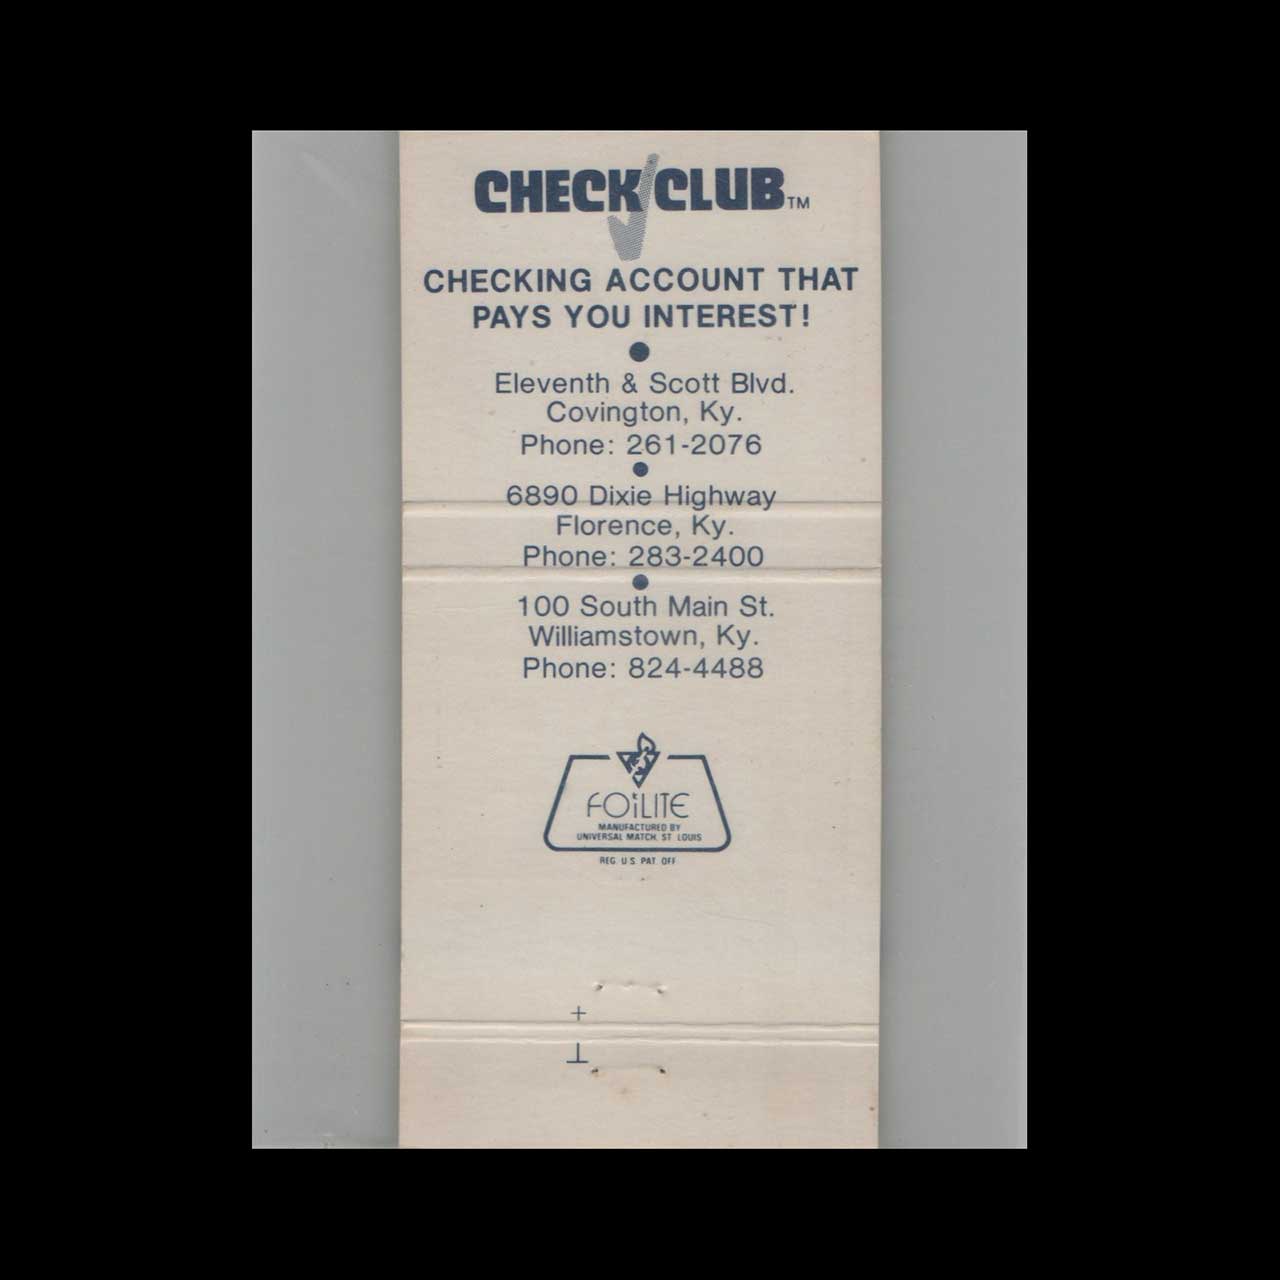 CHECK CLUB TM
CHECKING ACCOUNT THAT
PAYS YOU INTEREST!
Eleventh & Scott Blvd.
Covington, Ky.
Phone: 261-2076
6890 Dixie Highway
Florence, Ky.
Phone: 283-2400
100 South Main St.
Williamstown, Ky.
Phone: 824-4488
FOiLITE
MANUFACTURED BY
UNIVERSAL MATCH, ST LOUIS
REG U.S. PAT. OFF